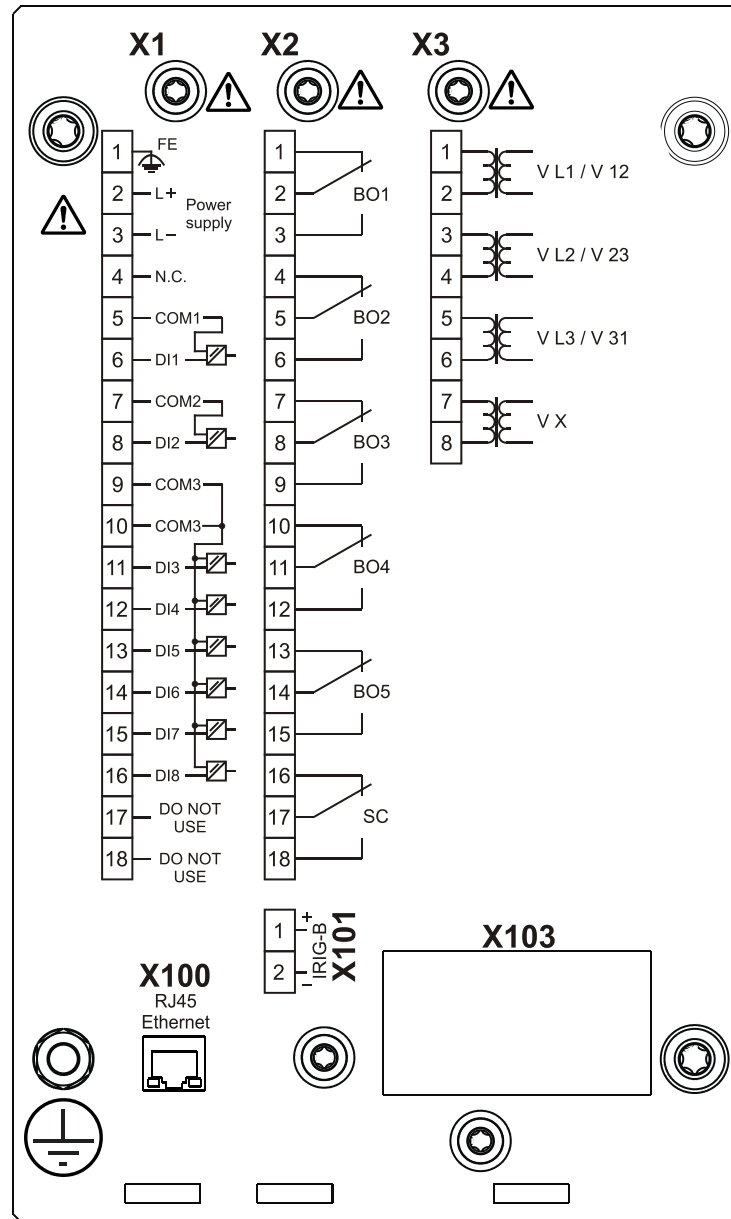 X1 X2 X3
1 FE
2 L+
Power
supply
3 L−
4 N.C.
5 COM1
6 DI1
7 COM2
8 DI2
9 COM3
10 COM3
11 DI3
12 DI4
13 DI5
14 DI6
15 DI7
16 DI8
17 DO NOT
USE
18 DO NOT
USE
1
2 BO1
3
4
5 BO2
6
7
8 BO3
9
10
11 BO4
12
13
14 BO5
15
16
17 SC
18
1
V L1 / V 12
2
3
V L2 / V 23
4
5
V L3 / V 31
6
7
V X
8
1 +
2 −
IRIG-B
X101
X103
X100
RJ45
Ethernet